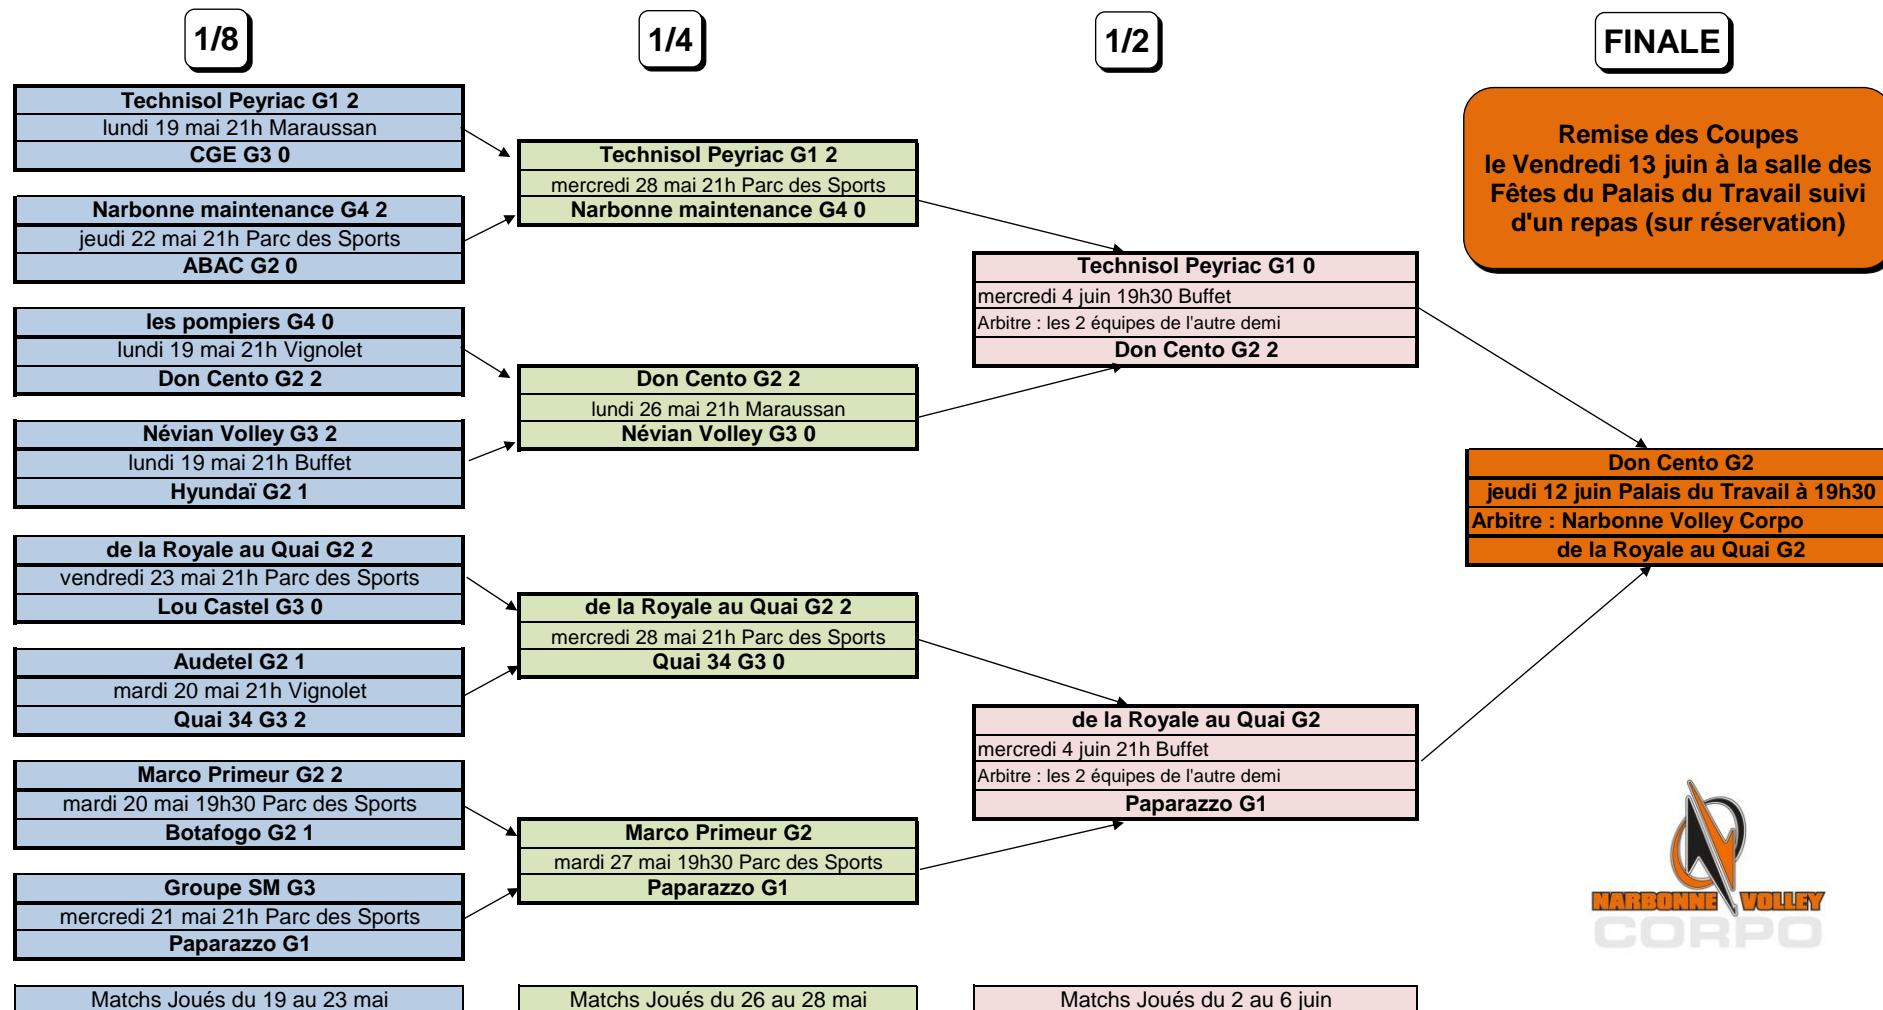 1/8
1/4
1/2
FINALE
Technisol Peyriac G1 2
lundi 19 mai 21h Maraussan
CGE G3 0
Narbonne maintenance G4 2
jeudi 22 mai 21h Parc des Sports
ABAC G2 0
les pompiers G4 0
lundi 19 mai 21h Vignolet
Don Cento G2 2
Névian Volley G3 2
lundi 19 mai 21h Buffet
Hyundaï G2 1
de la Royale au Quai G2 2
vendredi 23 mai 21h Parc des Sports
Lou Castel G3 0
Audetel G2 1
mardi 20 mai 21h Vignolet
Quai 34 G3 2
Marco Primeur G2 2
mardi 20 mai 19h30 Parc des Sports
Botafogo G2 1
Groupe SM G3
mercredi 21 mai 21h Parc des Sports
Paparazzo G1
Matchs Joués du 19 au 23 mai
Technisol Peyriac G1 2
mercredi 28 mai 21h Parc des Sports
Narbonne maintenance G4 0
Don Cento G2 2
lundi 26 mai 21h Maraussan
Névian Volley G3 0
de la Royale au Quai G2 2
mercredi 28 mai 21h Parc des Sports
Quai 34 G3 0
Marco Primeur G2
mardi 27 mai 19h30 Parc des Sports
Paparazzo G1
Matchs Joués du 26 au 28 mai
Technisol Peyriac G1 0
mercredi 4 juin 19h30 Buffet
Arbitre : les 2 équipes de l'autre demi
Don Cento G2 2
de la Royale au Quai G2
mercredi 4 juin 21h Buffet
Arbitre : les 2 équipes de l'autre demi
Paparazzo G1
Matchs Joués du 2 au 6 juin
Remise des Coupes
le Vendredi 13 juin à la salle des
Fêtes du Palais du Travail suivi
d'un repas (sur réservation)
Don Cento G2
jeudi 12 juin Palais du Travail à 19h30
Arbitre : Narbonne Volley Corpo
de la Royale au Quai G2
NARBONNE VOLLEY
CORPO